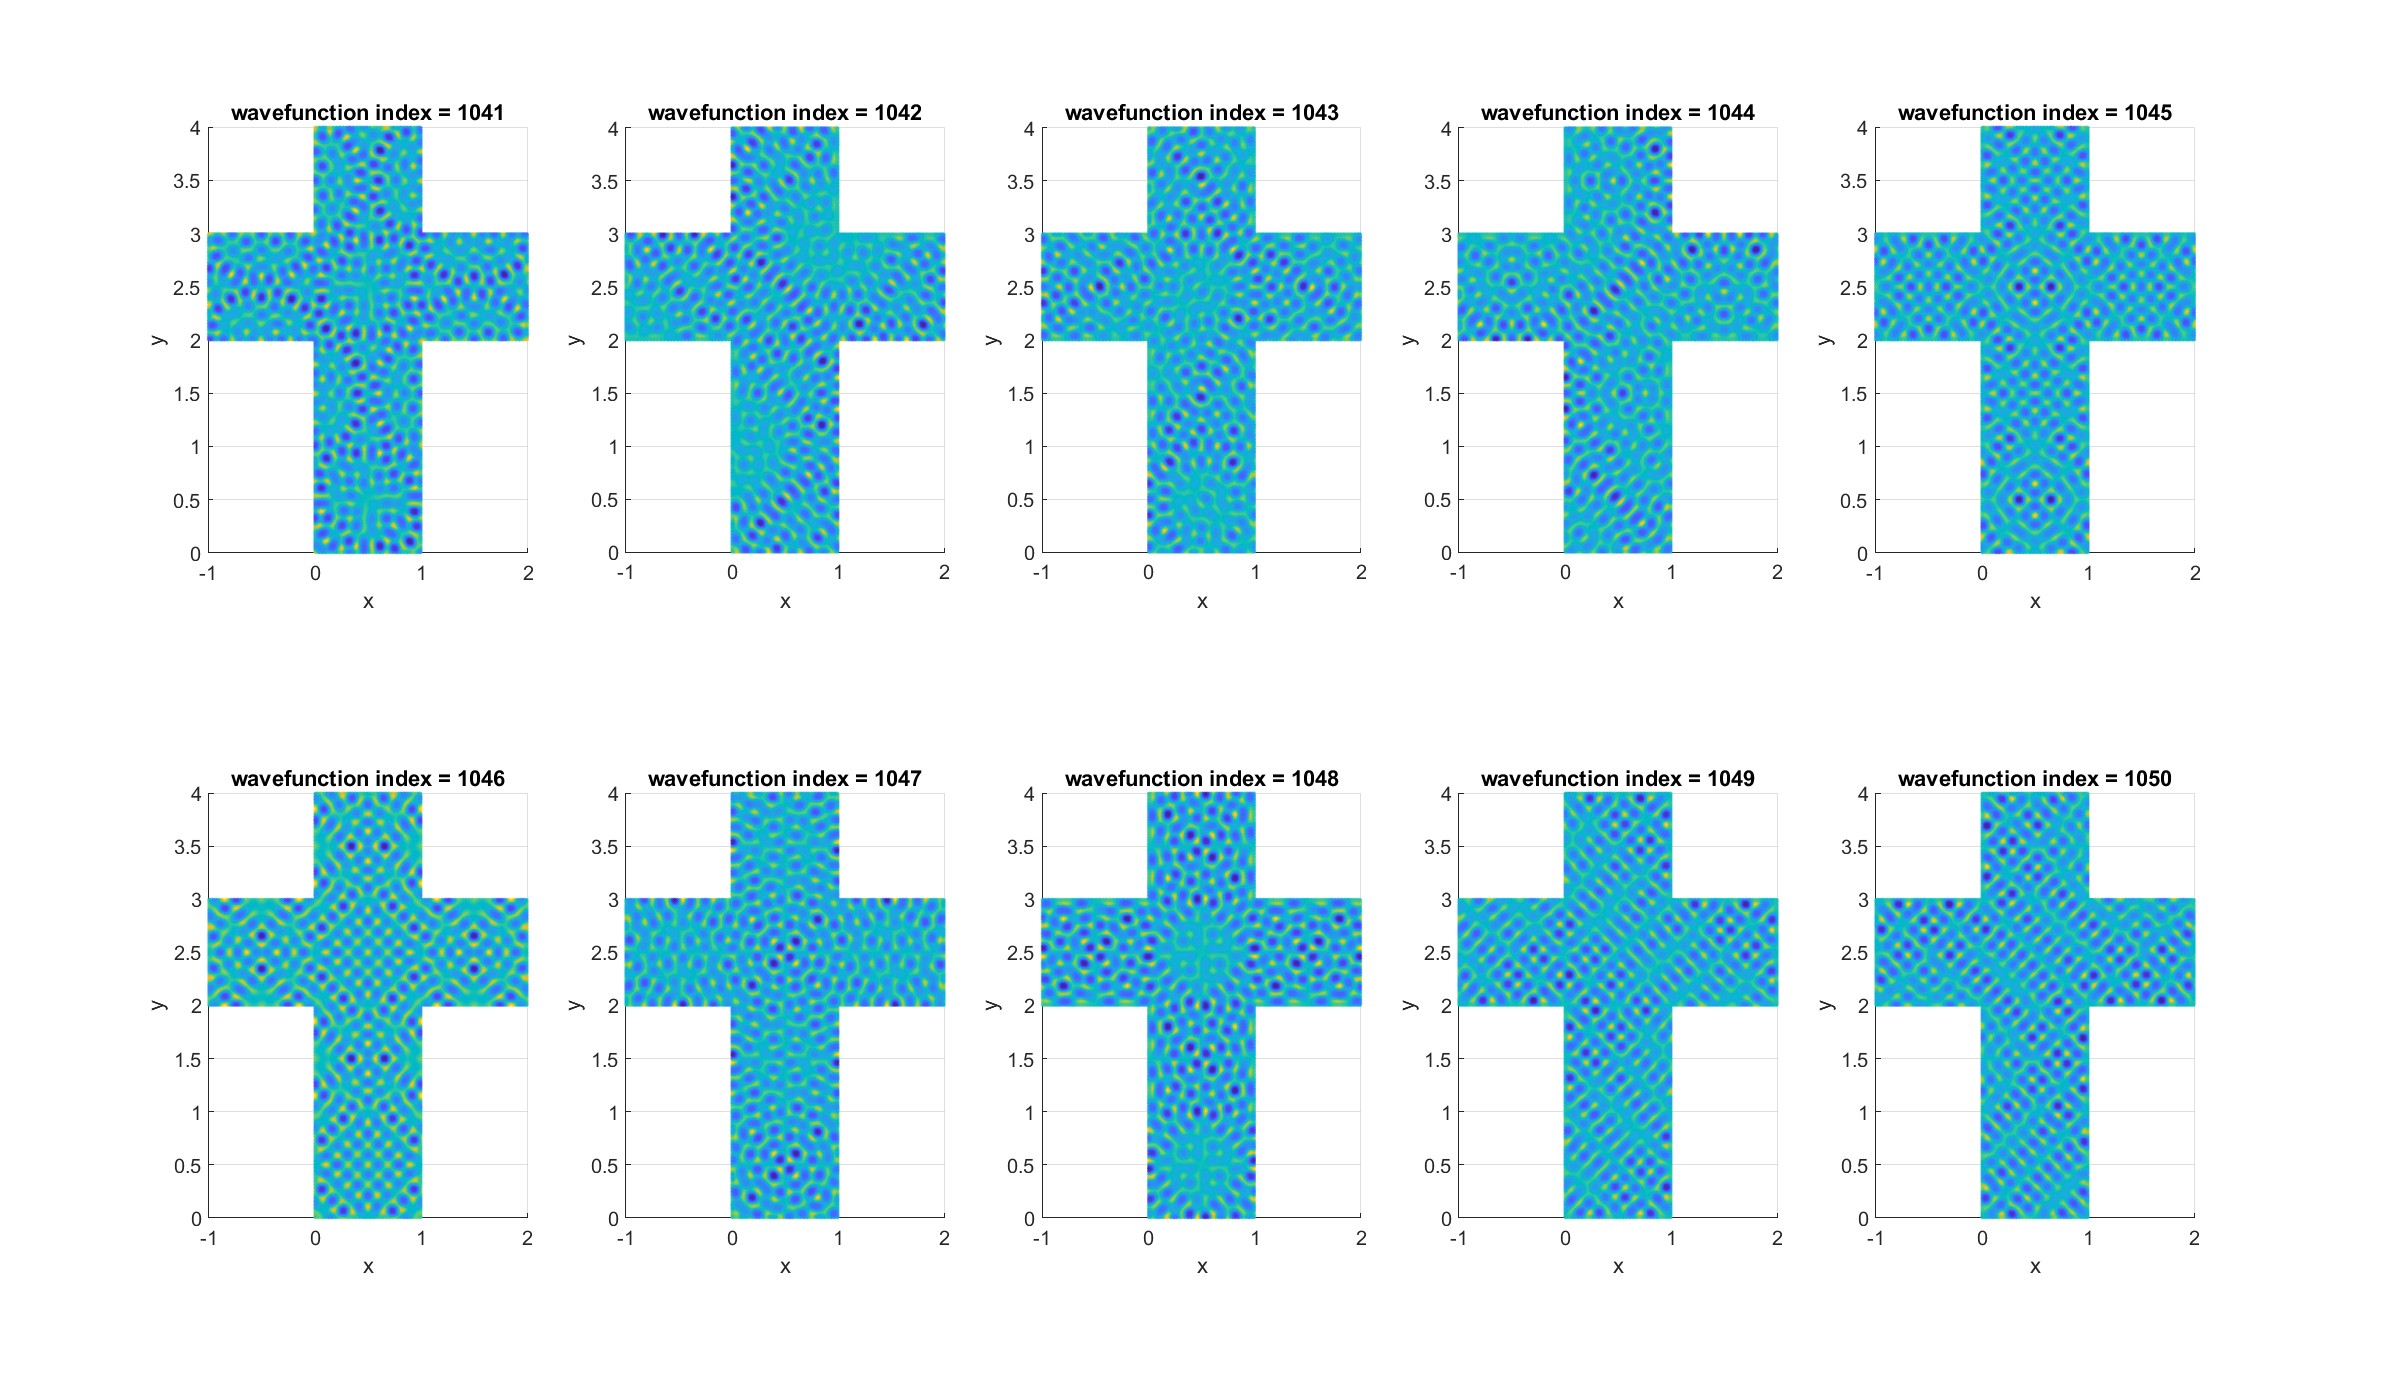 wavefunction index = 1041
wavefunction index = 1042
wavefunction index = 1043
wavefunction index = 1044
wavefunction index = 1045
4 4 4 4 4
3.5 3.5 3.5 3.5 3.5
3 3 3 3 3
2.5 2.5 2.5 2.5 2.5
y 2 y 2 y 2 y 2 y 2
1.5 1.5 1.5 1.5 1.5
1 1 1 1 1
0.5 0.5 0.5 0.5 0.5
0 0 0 0 0
-1 0 1 2 -1 0 1 2 -1 0 1 2 -1 0 1 2 -1 0 1 2
x x x x x
wavefunction index = 1046
wavefunction index = 1047
wavefunction index = 1048
wavefunction index = 1049
wavefunction index = 1050
4 4 4 4 4
3.5 3.5 3.5 3.5 3.5
3 3 3 3 3
2.5 2.5 2.5 2.5 2.5
y 2 y 2 y 2 y 2 y 2
1.5 1.5 1.5 1.5 1.5
1 1 1 1 1
0.5 0.5 0.5 0.5 0.5
0 0 0 0 0
-1 0 1 2 -1 0 1 2 -1 0 1 2 -1 0 1 2 -1 0 1 2
x x x x x